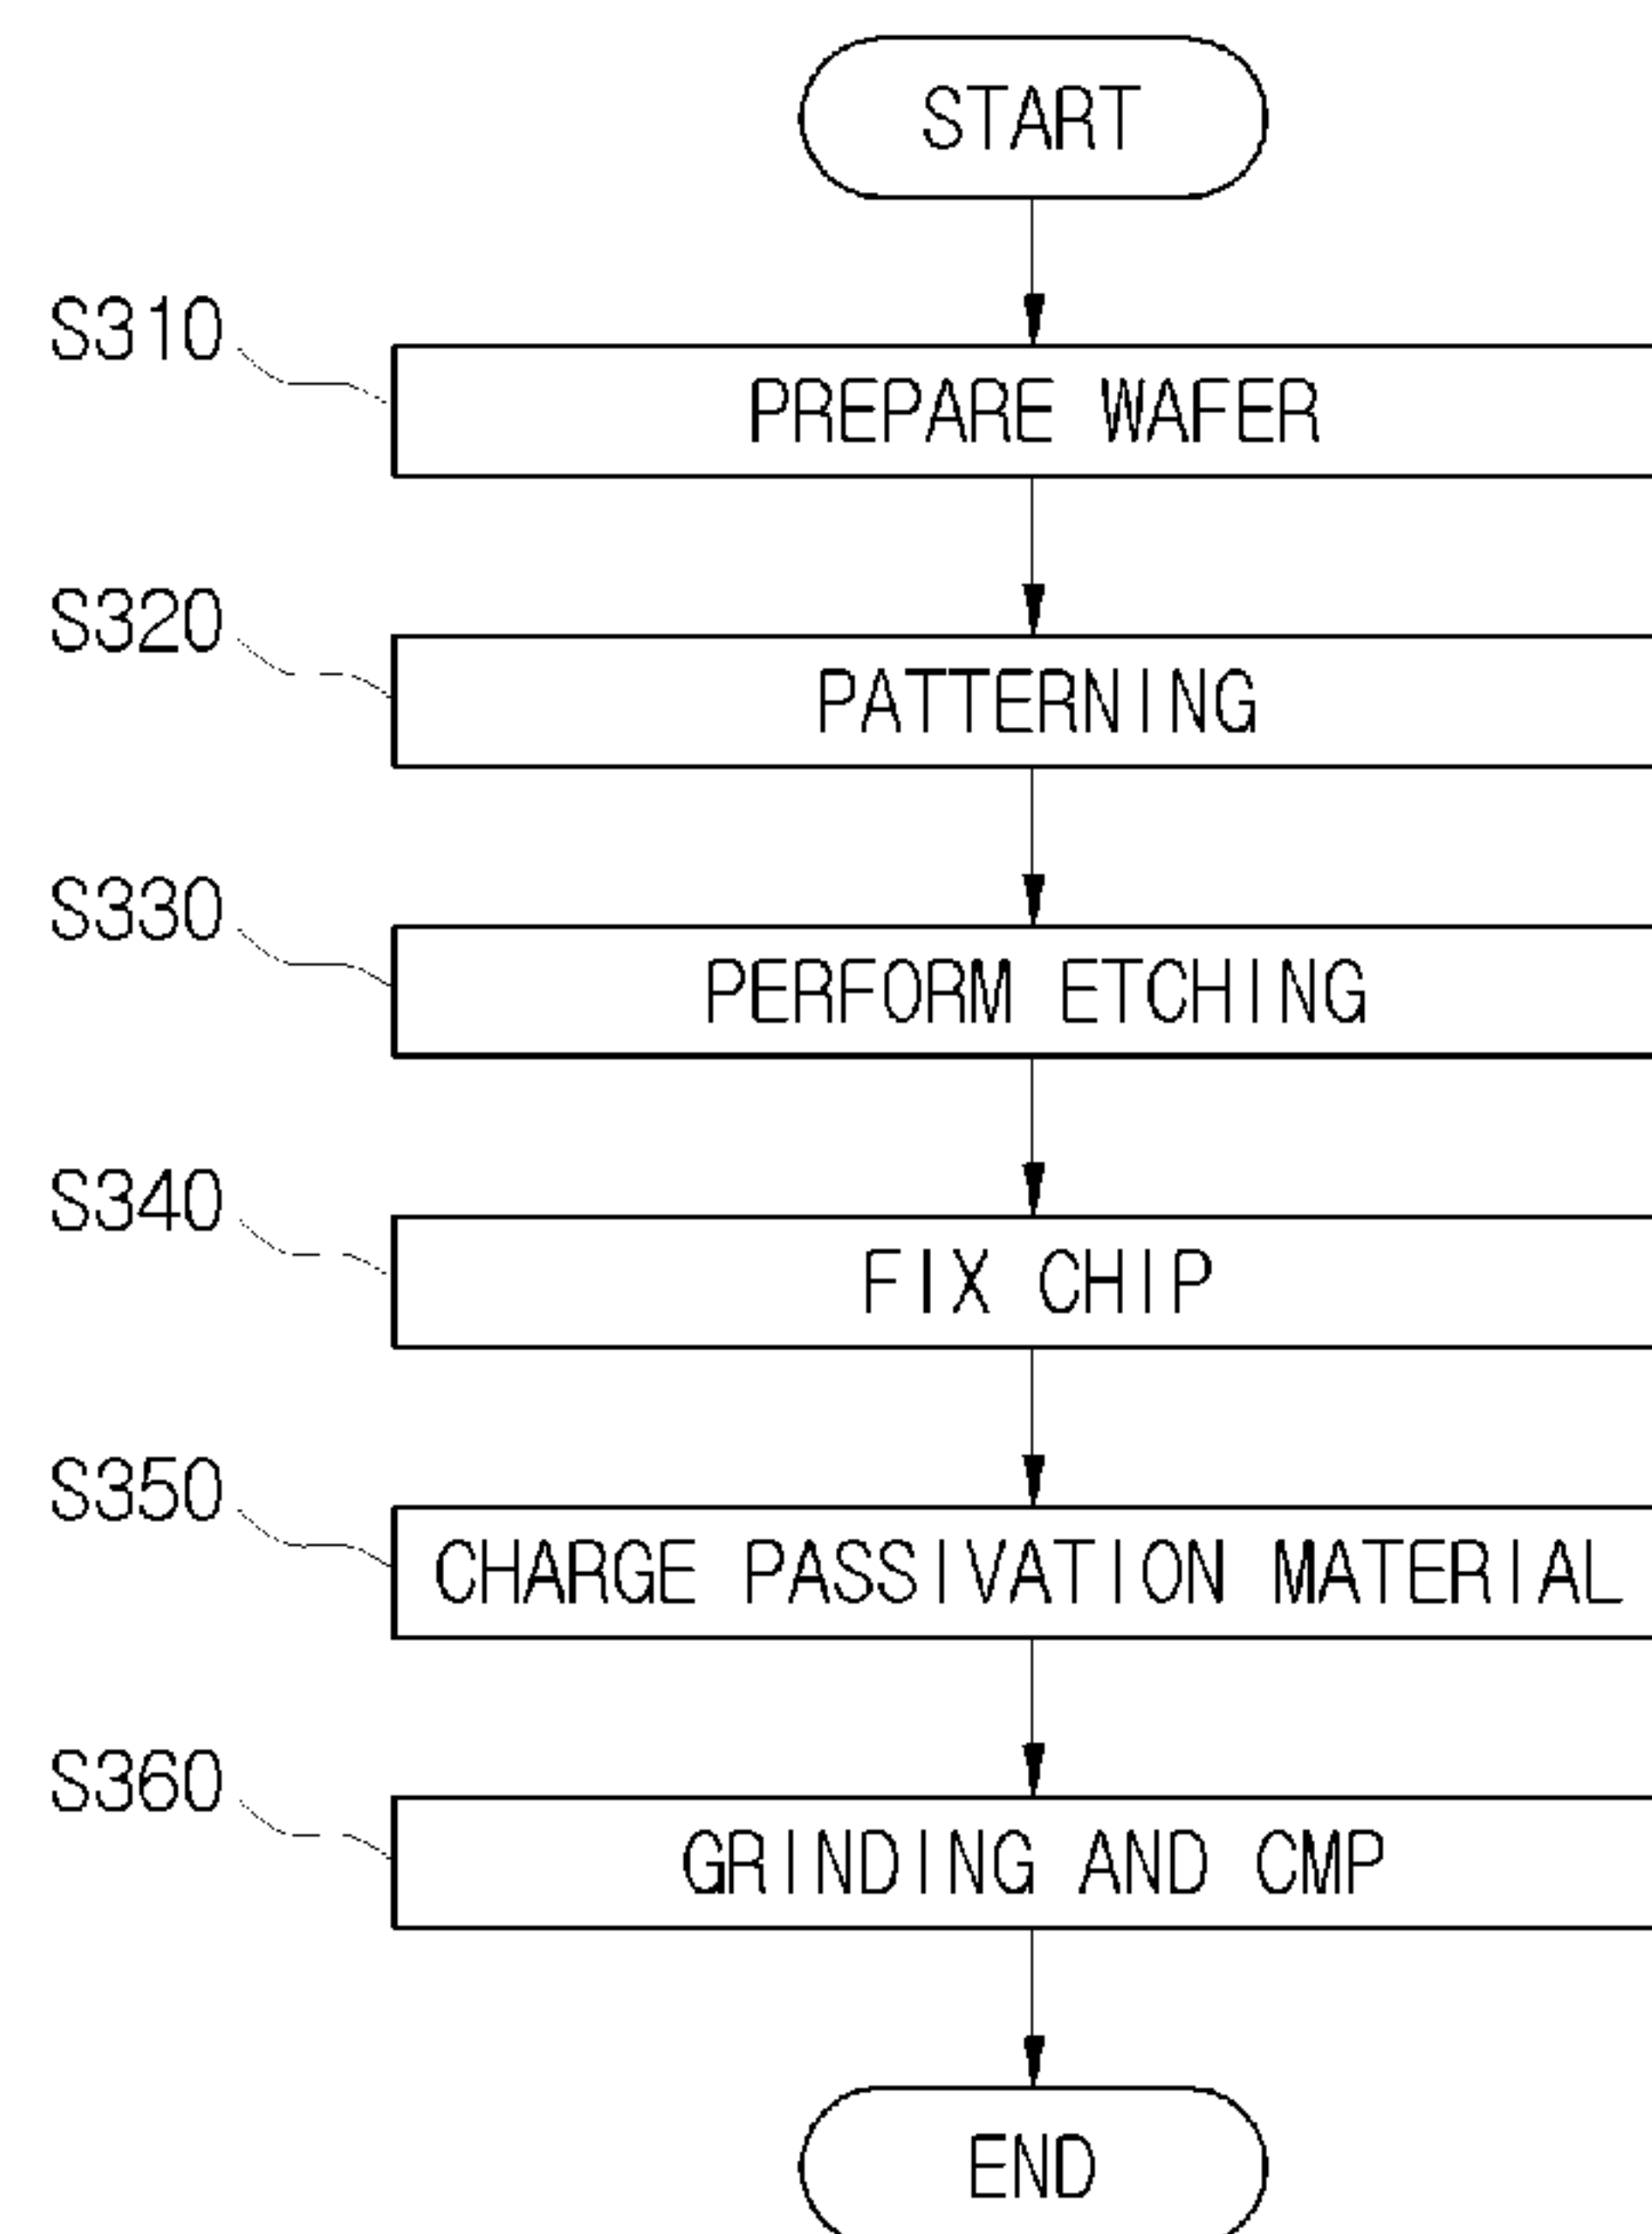 START
S310
PREPARE WAFER
S320
PATTERNING
S330
PERFORM ETCHING
S340
FIX CHIP
S350
CHARGE PASSIVATION MATERIAL
S360
GRINDING AND CMP
END